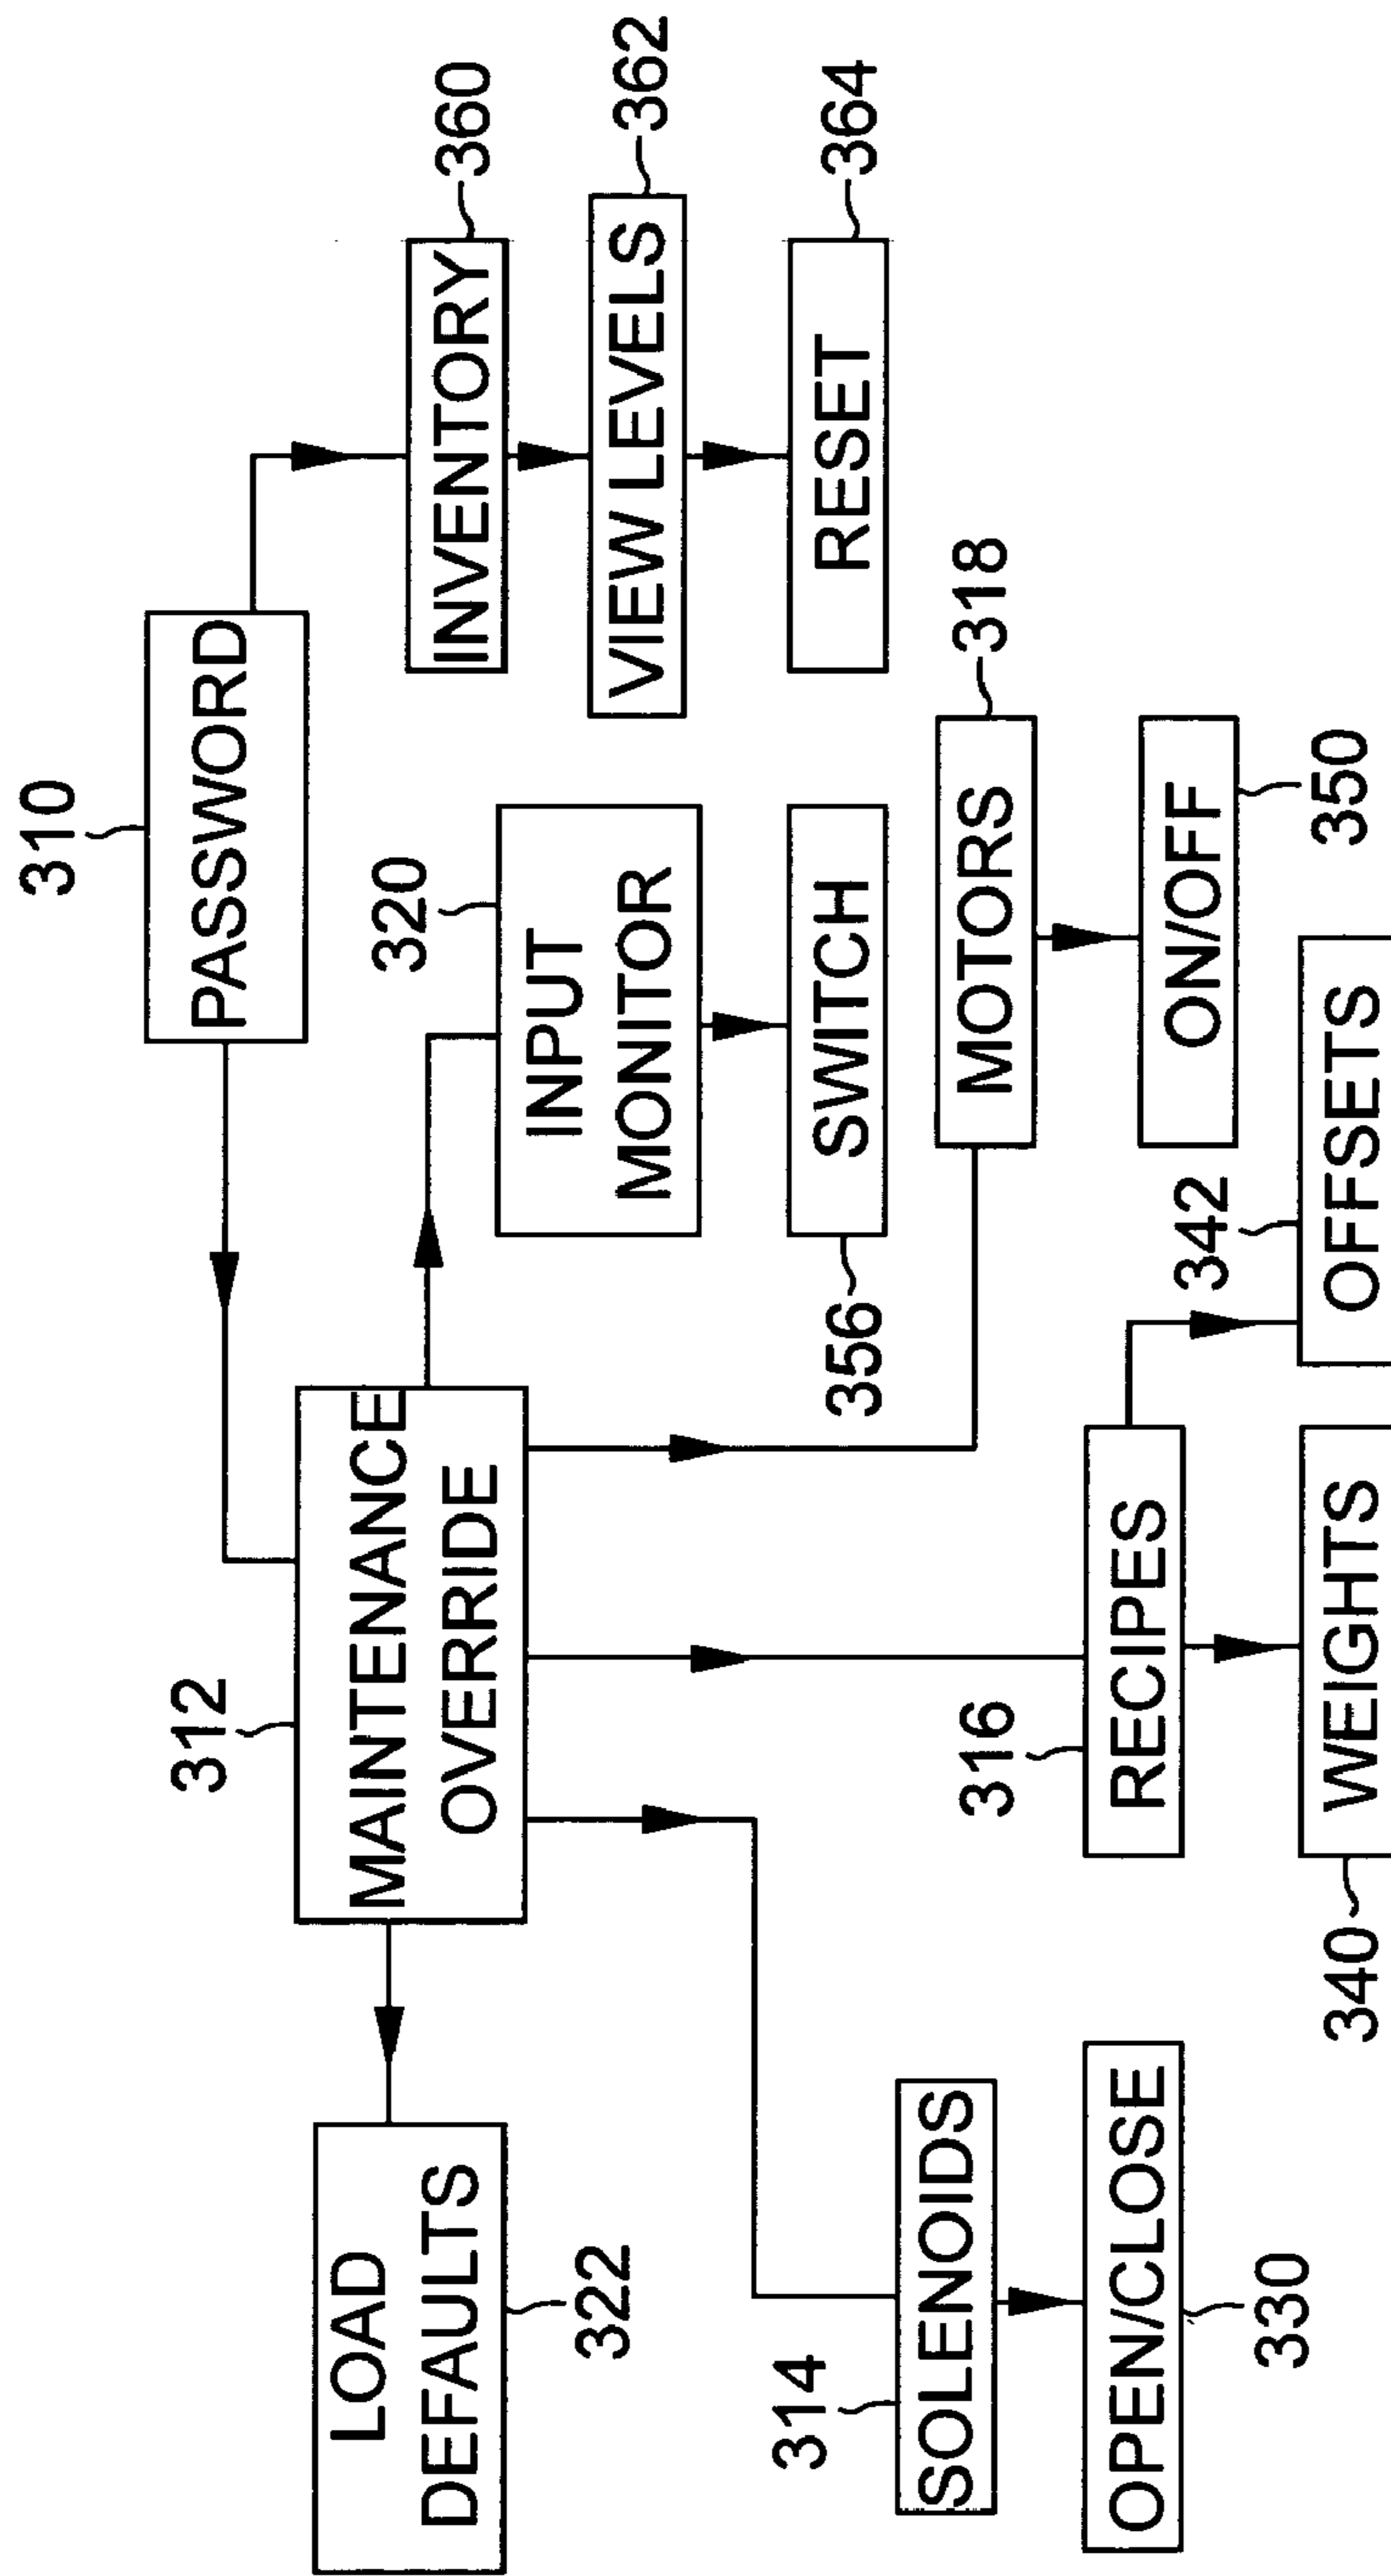 310
PASSWORD
312
MAINTENANCE
OVERRIDE
INVENTORY
360
VIEW LEVELS
362
RESET
364
320
INPUT
MONITOR
SWITCH
356
LOAD
DEFAULTS
322
MOTORS
318
ON/OFF
350
314
SOLENOIDS
OPEN/CLOSE
330
316
RECIPES
WEIGHTS
340
342
OFFSETS